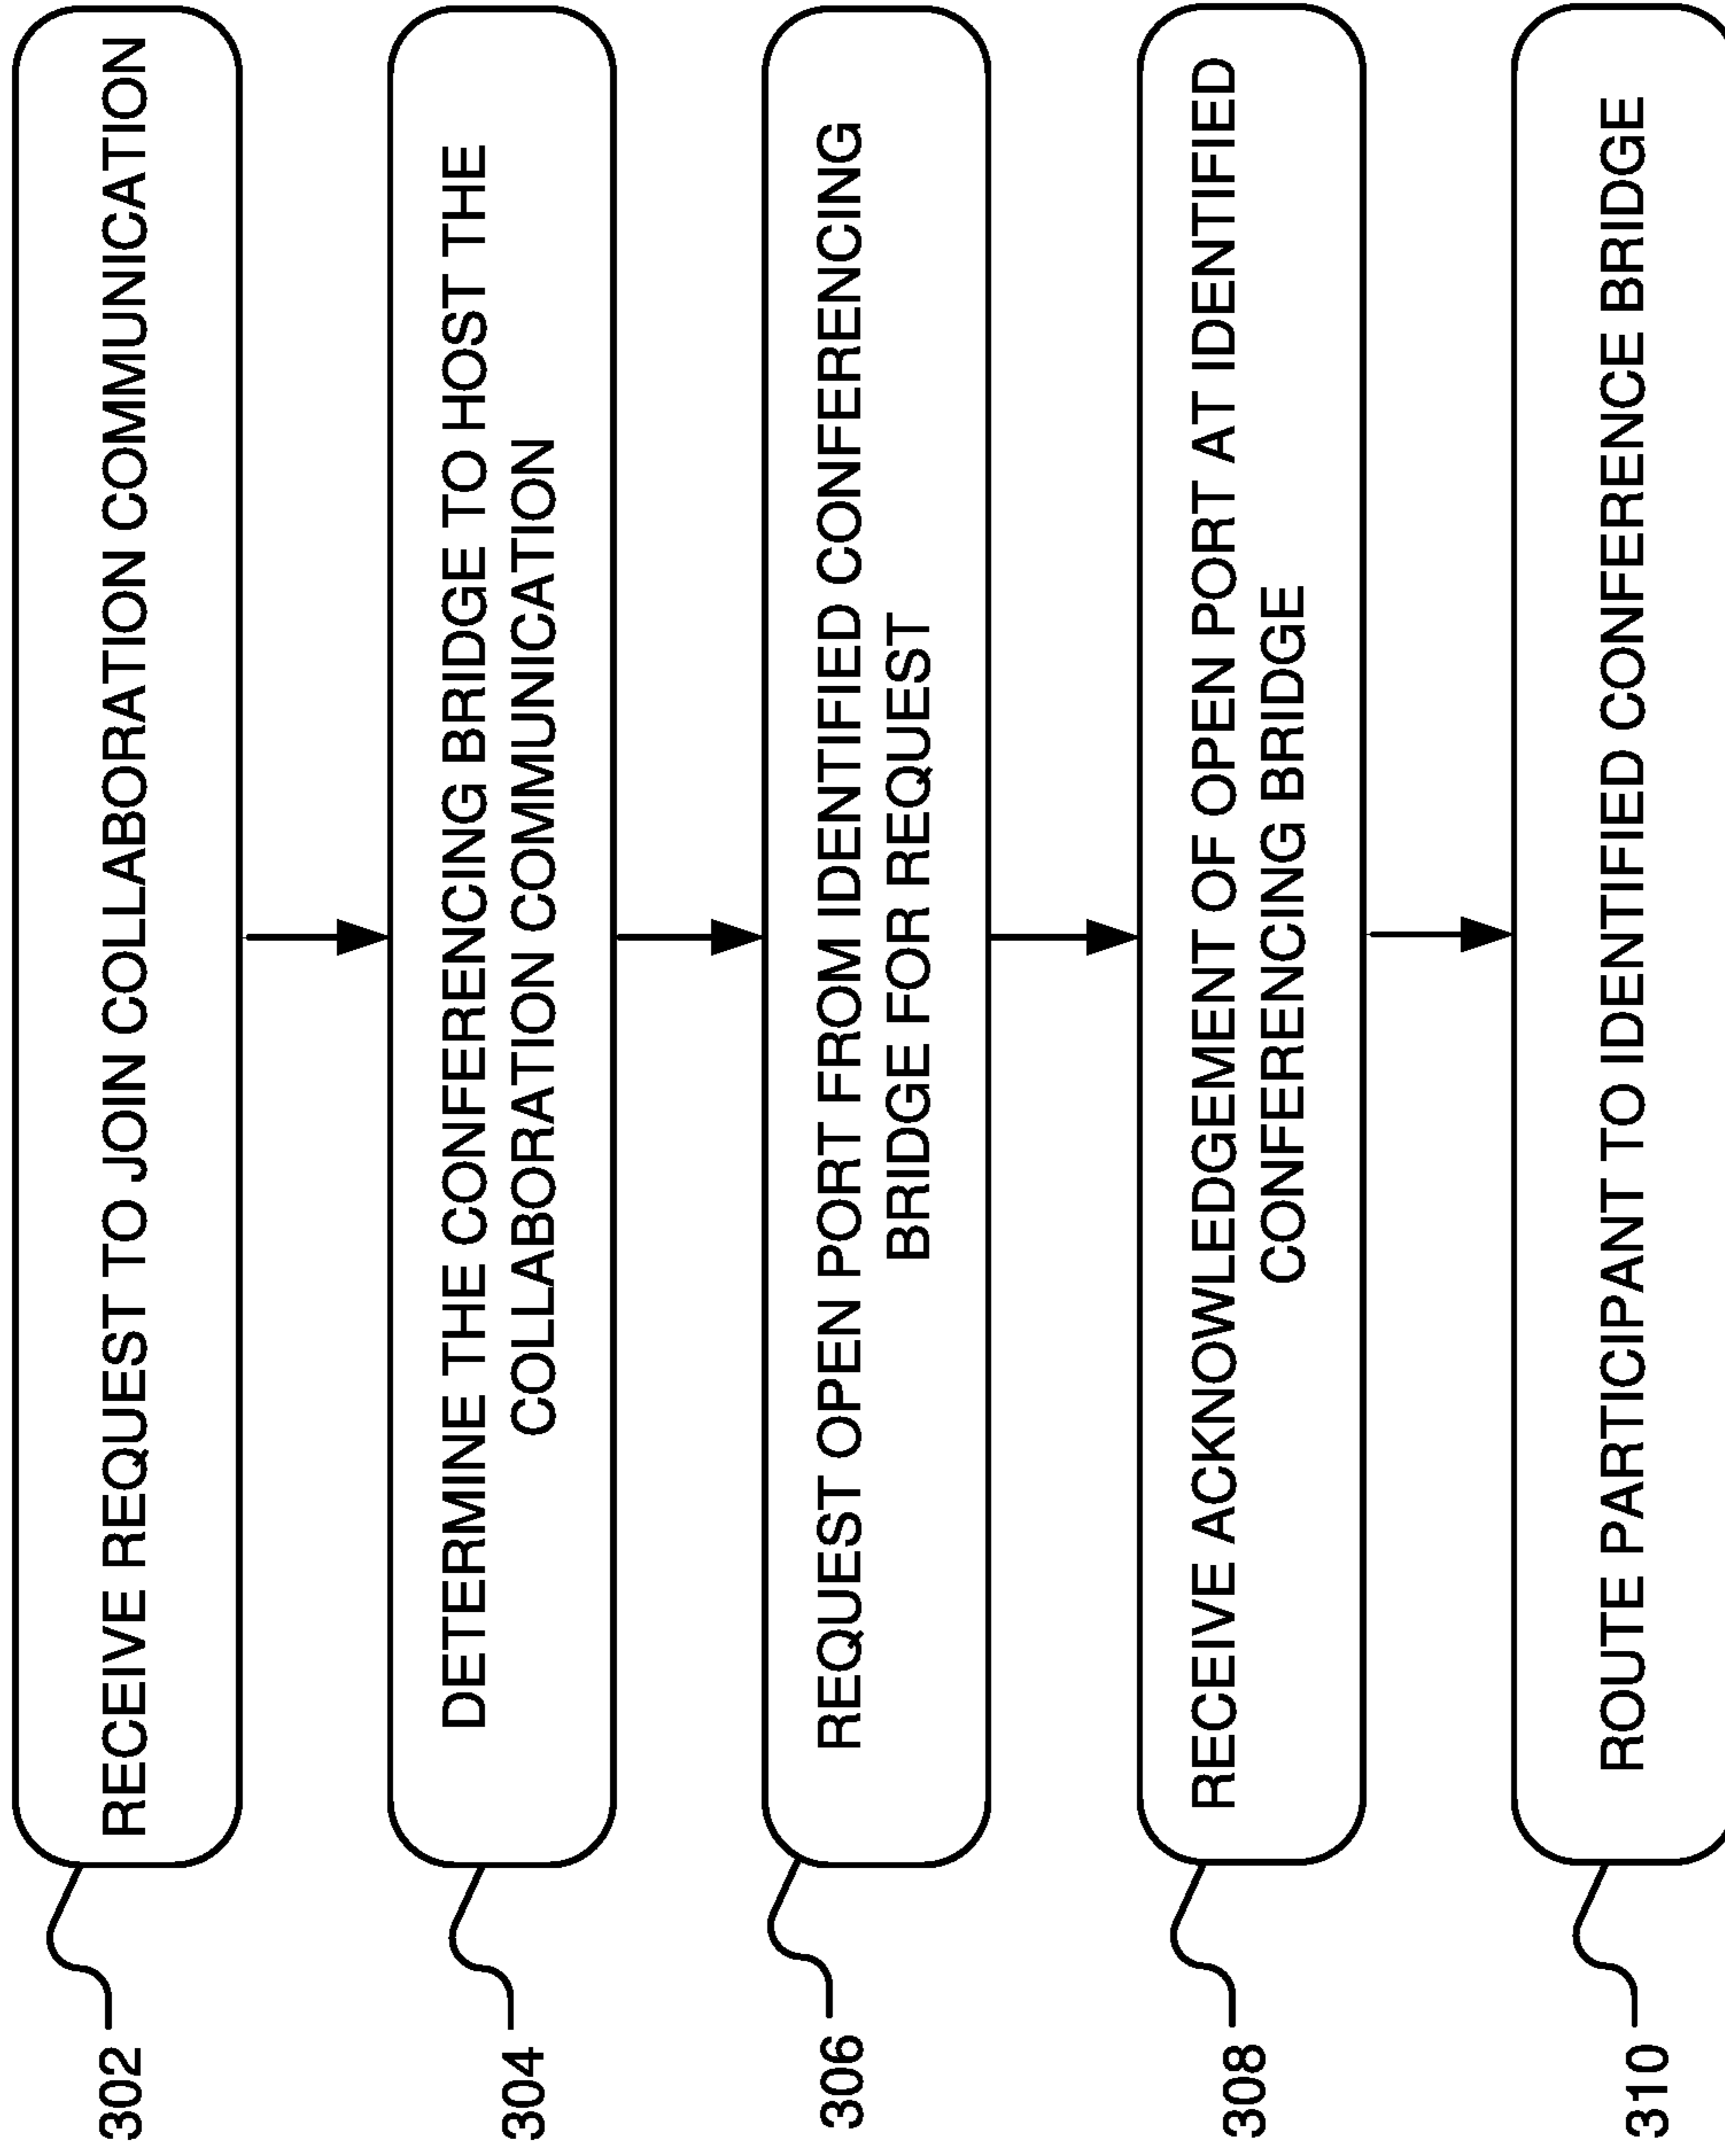 302
RECEIVE REQUEST TO JOIN COLLABORATION COMMUNICATION
304
DETERMINE THE CONFERENCING BRIDGE TO HOST THE
COLLABORATION COMMUNICATION
306
REQUEST OPEN PORT FROM IDENTIFIED CONFERENCING
BRIDGE FOR REQUEST
308
RECEIVE ACKNOWLEDGEMENT OF OPEN PORT AT IDENTIFIED
CONFERENCING BRIDGE
310
ROUTE PARTICIPANT TO IDENTIFIED CONFERENCE BRIDGE